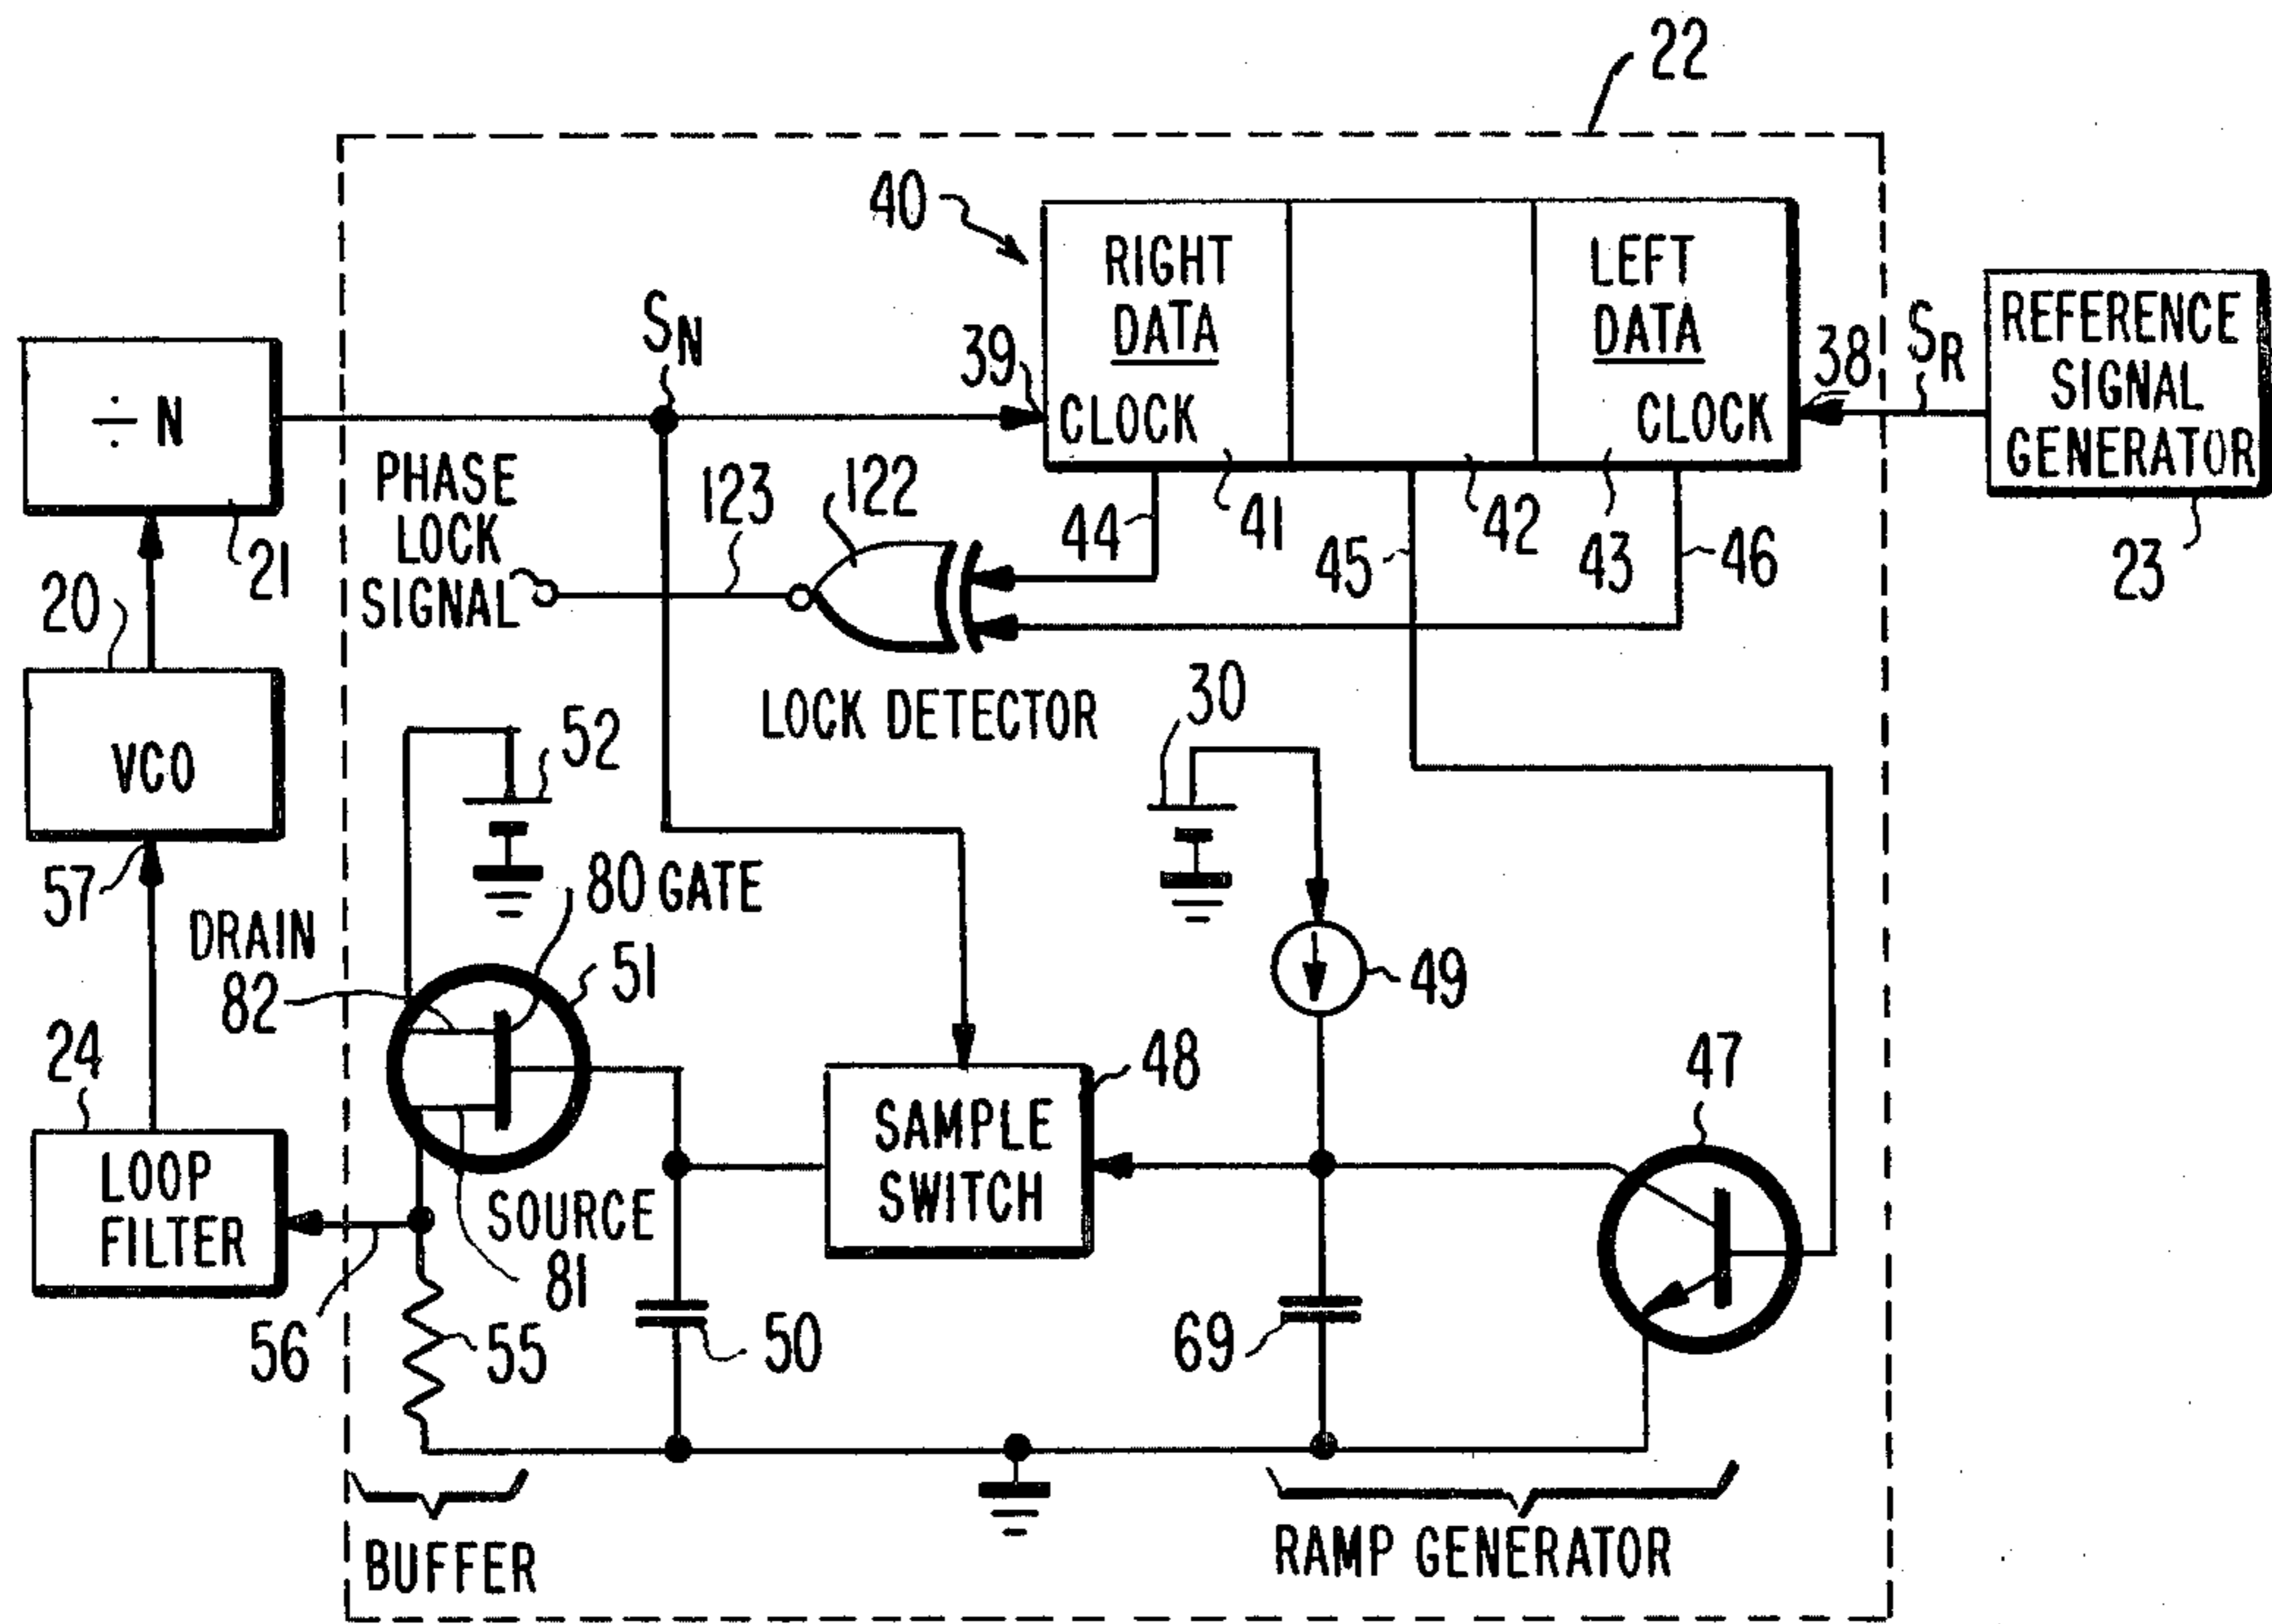 22
40
RIGHT
DATA
CLOCK
LEFT
DATA
CLOCK
39
38
S_N
S_R
REFERENCE
SIGNAL
GENERATOR
23
÷ N
21
PHASE
LOCK
SIGNAL
123
122
44
41
45
42
43
46
LOCK DETECTOR
20
VCO
57
52
30
80 GATE
51
DRAIN
82
49
24
LOOP
FILTER
56
SOURCE
81
55
50
SAMPLE
SWITCH
48
47
69
BUFFER
RAMP GENERATOR